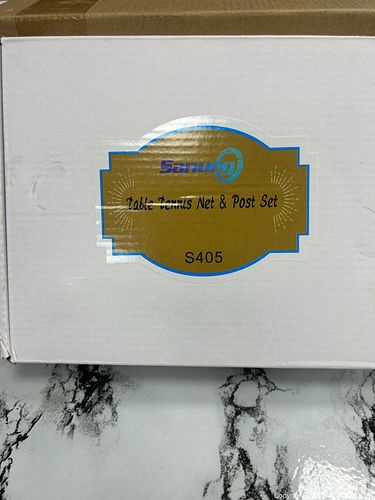 Sanung
Table Tennis Net & Post Set
S405